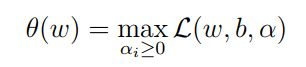 θ(w) = max_{α_i≥0} ℒ(w, b, α)